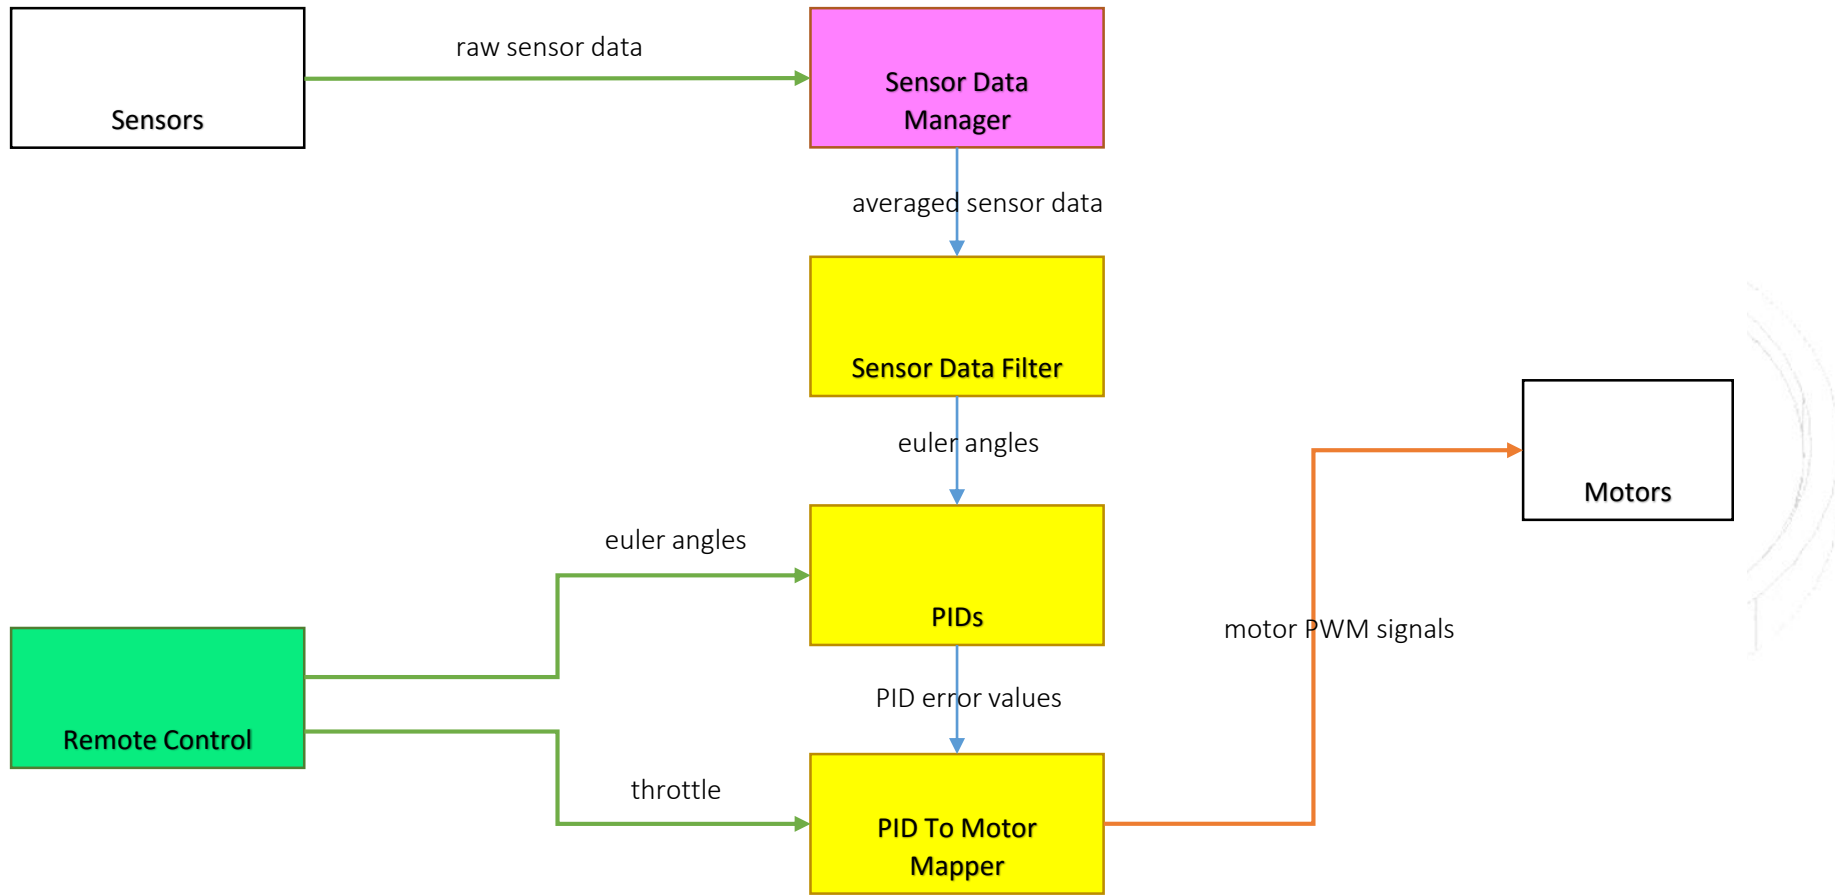 raw sensor data
Sensors
Sensor Data
Manager
averaged sensor data
Sensor Data Filter
euler angles
Motors
euler angles
PIDs
motor PWM signals
PID error values
Remote Control
throttle
PID To Motor
Mapper